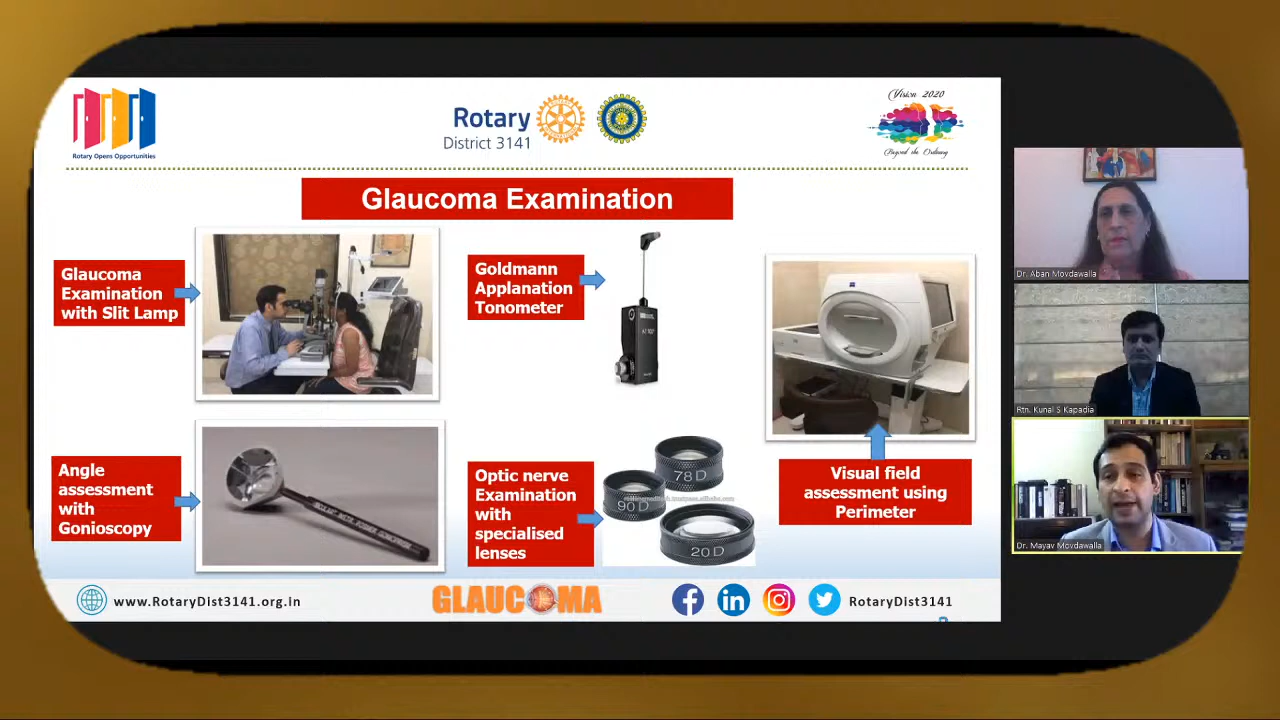 Rotary Opens Opportunities
Rotary
District 3141
Vision 2020
Beyond the Ordinary
Glaucoma Examination
Glaucoma
Examination
with Slit Lamp
Goldmann
Applanation
Tonometer
Angle
assessment
with
Gonioscopy
Optic nerve
Examination
with
specialised
lenses
78D
90D
20D
Visual field
assessment using
Perimeter
www.RotaryDist3141.org.in
GLAUCOMA
RotaryDist3141
Dr. Aban Movdawalla
Rtn. Kunal S Kapadia
Dr. Mayav Movdawalla